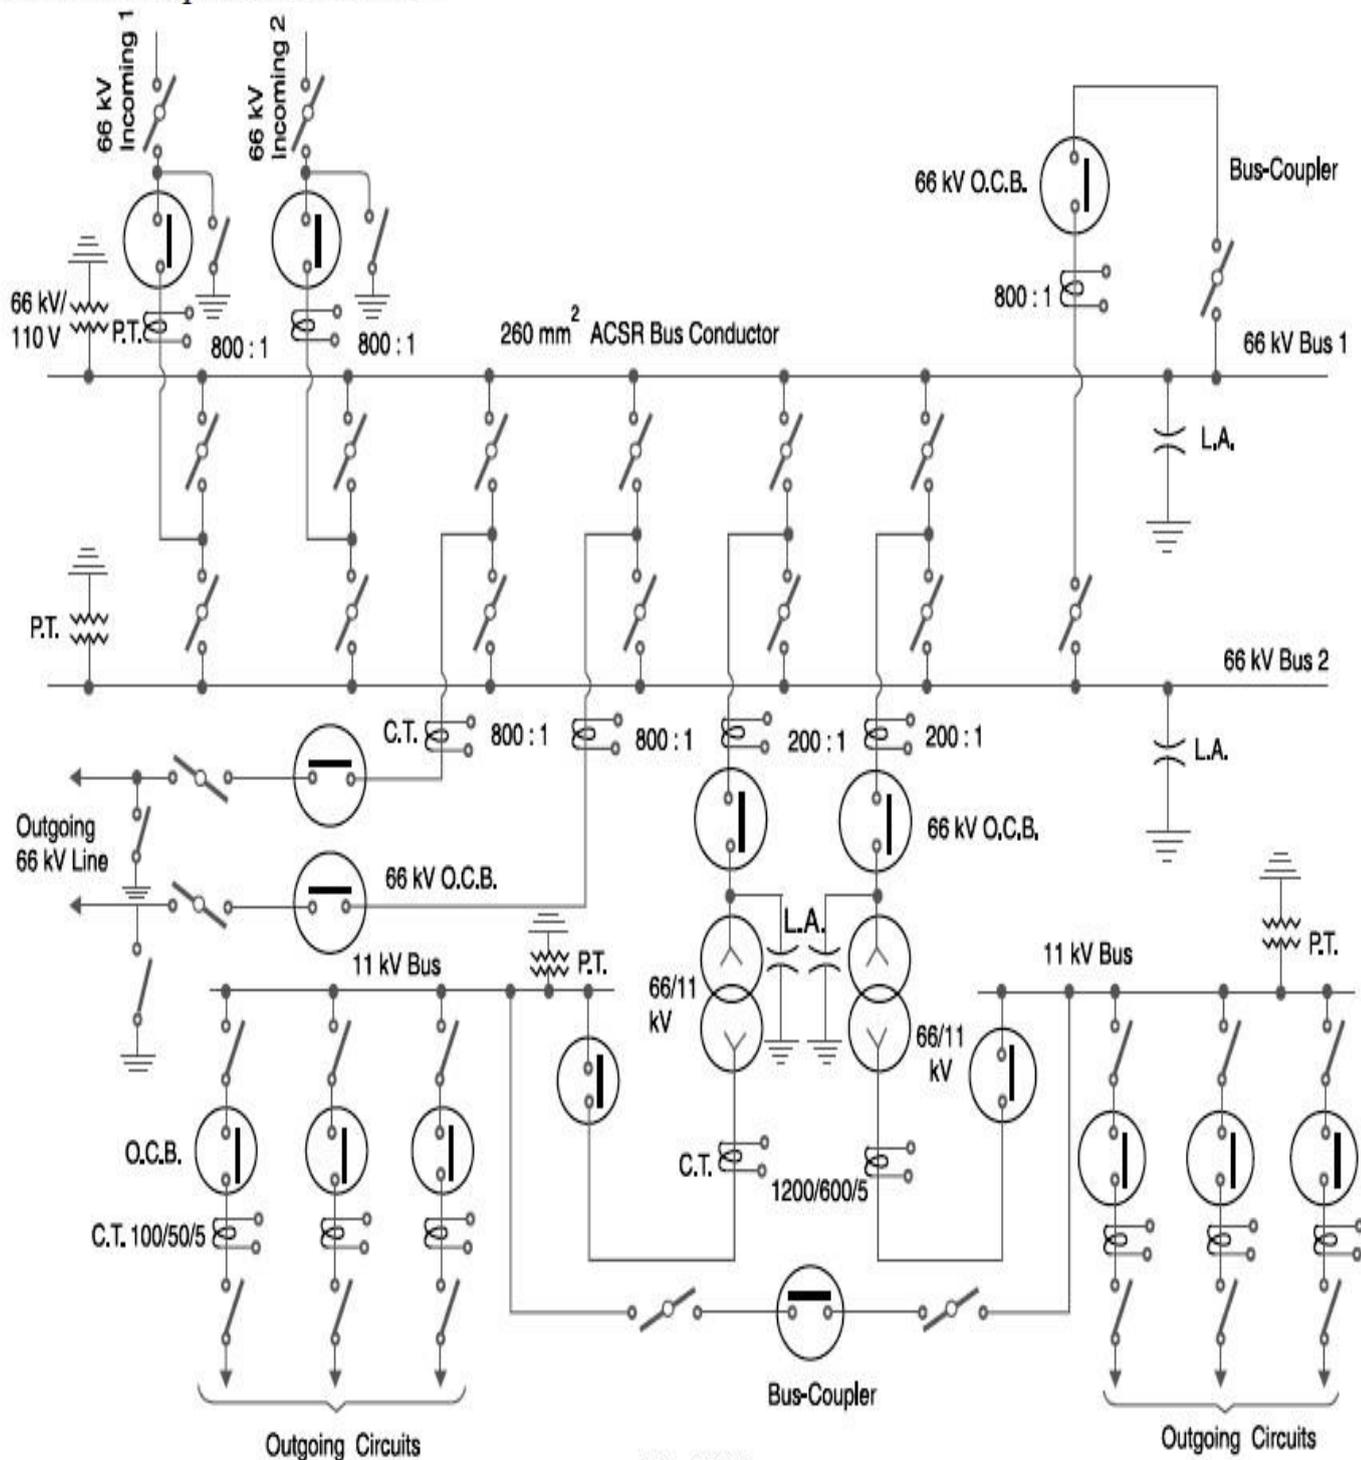 66 kV
Incoming 1
66 kV
Incoming 2
66 kV O.C.B.
Bus-Coupler
66 kV/
110 V
P.T.
800 : 1
800 : 1
800 : 1
260 mm2 ACSR Bus Conductor
66 kV Bus 1
L.A.
P.T.
66 kV Bus 2
C.T.
800 : 1
800 : 1
200 : 1
200 : 1
L.A.
Outgoing
66 kV Line
66 kV O.C.B.
66 kV O.C.B.
L.A.
11 kV Bus
P.T.
11 kV Bus
P.T.
66/11
kV
66/11
kV
O.C.B.
C.T.
1200/600/5
C.T. 100/50/5
Bus-Coupler
Outgoing Circuits
Outgoing Circuits